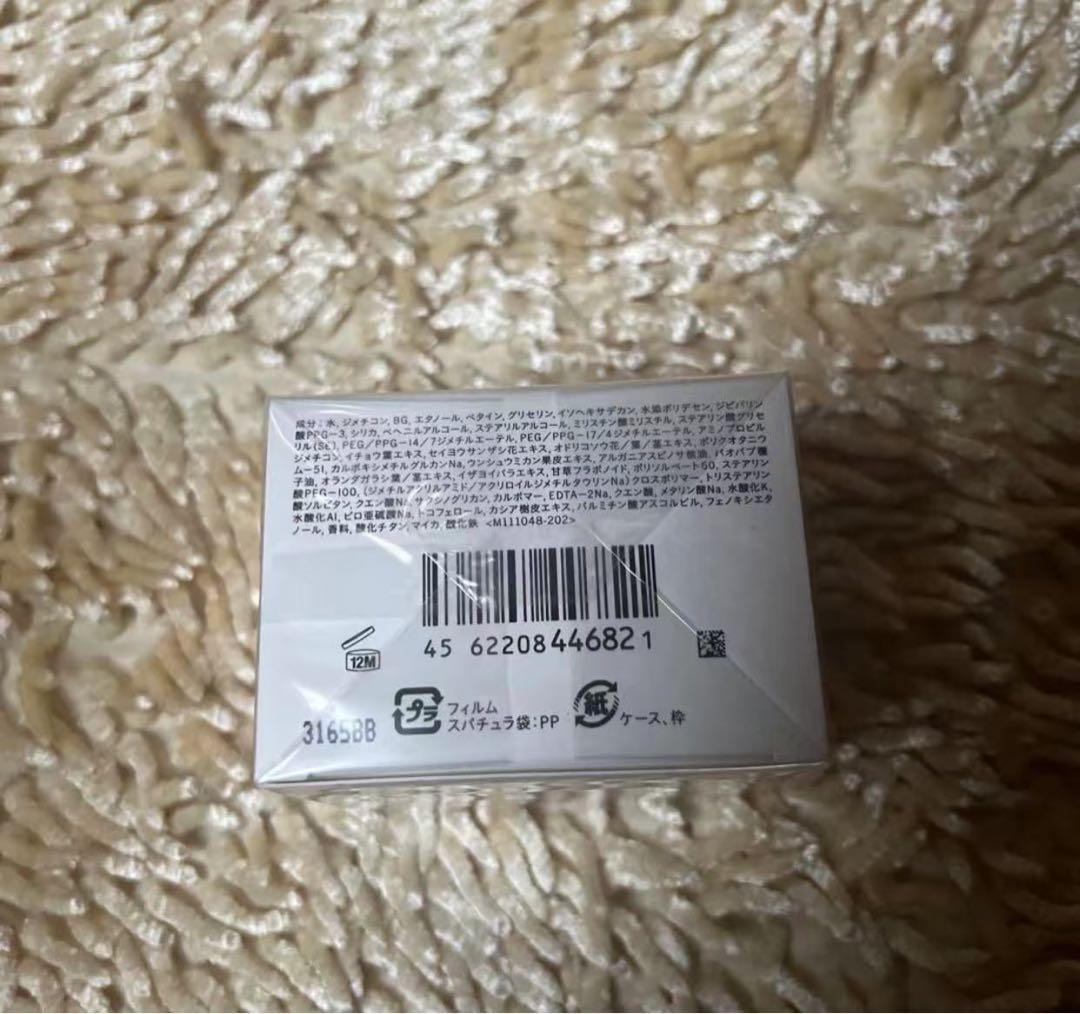 成分:水, ジメチコン, BG, エタノール, ベタイン, グリセリン, イソヘキサデカン, 水添ポリデセン, ジピバリン
酸PPG-3, シリカ, ベヘニルアルコール, ステアリルアルコール, ミリスチン酸ミリスチル, ステアリン酸グリセ
リル(SE), PEG/PPG-14/7ジメチルエーテル, PEG/PPG-17/4ジメチルエーテル, アミノプロピル
ジメチコン, イチョウ葉エキス, セイヨウサンザシ花エキス, オドリコソウ花/葉/茎エキス, ポリクオタニウ
ム-51, カルボキシメチルグルカンNa, ウンシュウミカン果皮エキス, アルガニアスピノサ核油, バオバブ種
子油, オランダガラシ葉/茎エキス, イザヨイバラエキス, 甘草フラボノイド, ポリソルベート60, ステアリン
酸PEG-100, (ジメチルアクリルアミド/アクリロイルジメチルタウリンNa)クロスポリマー, トリステアリン
酸ソルビタン, クエン酸Na, サクシノグリカン, カルボマー, EDTA-2Na, クエン酸, メタリン酸Na, 水酸化K,
水酸化Al, ピロ亜硫酸Na, トコフェロール, カシア樹皮エキス, パルミチン酸アスコルビル, フェノキシエタ
ノール, 香料, 酸化チタン, マイカ, 酸化鉄 <M111048-202>
45 62208 44682 1
12M
3165BB
プラ フィルム
スパチュラ袋:PP
紙 ケース、枠